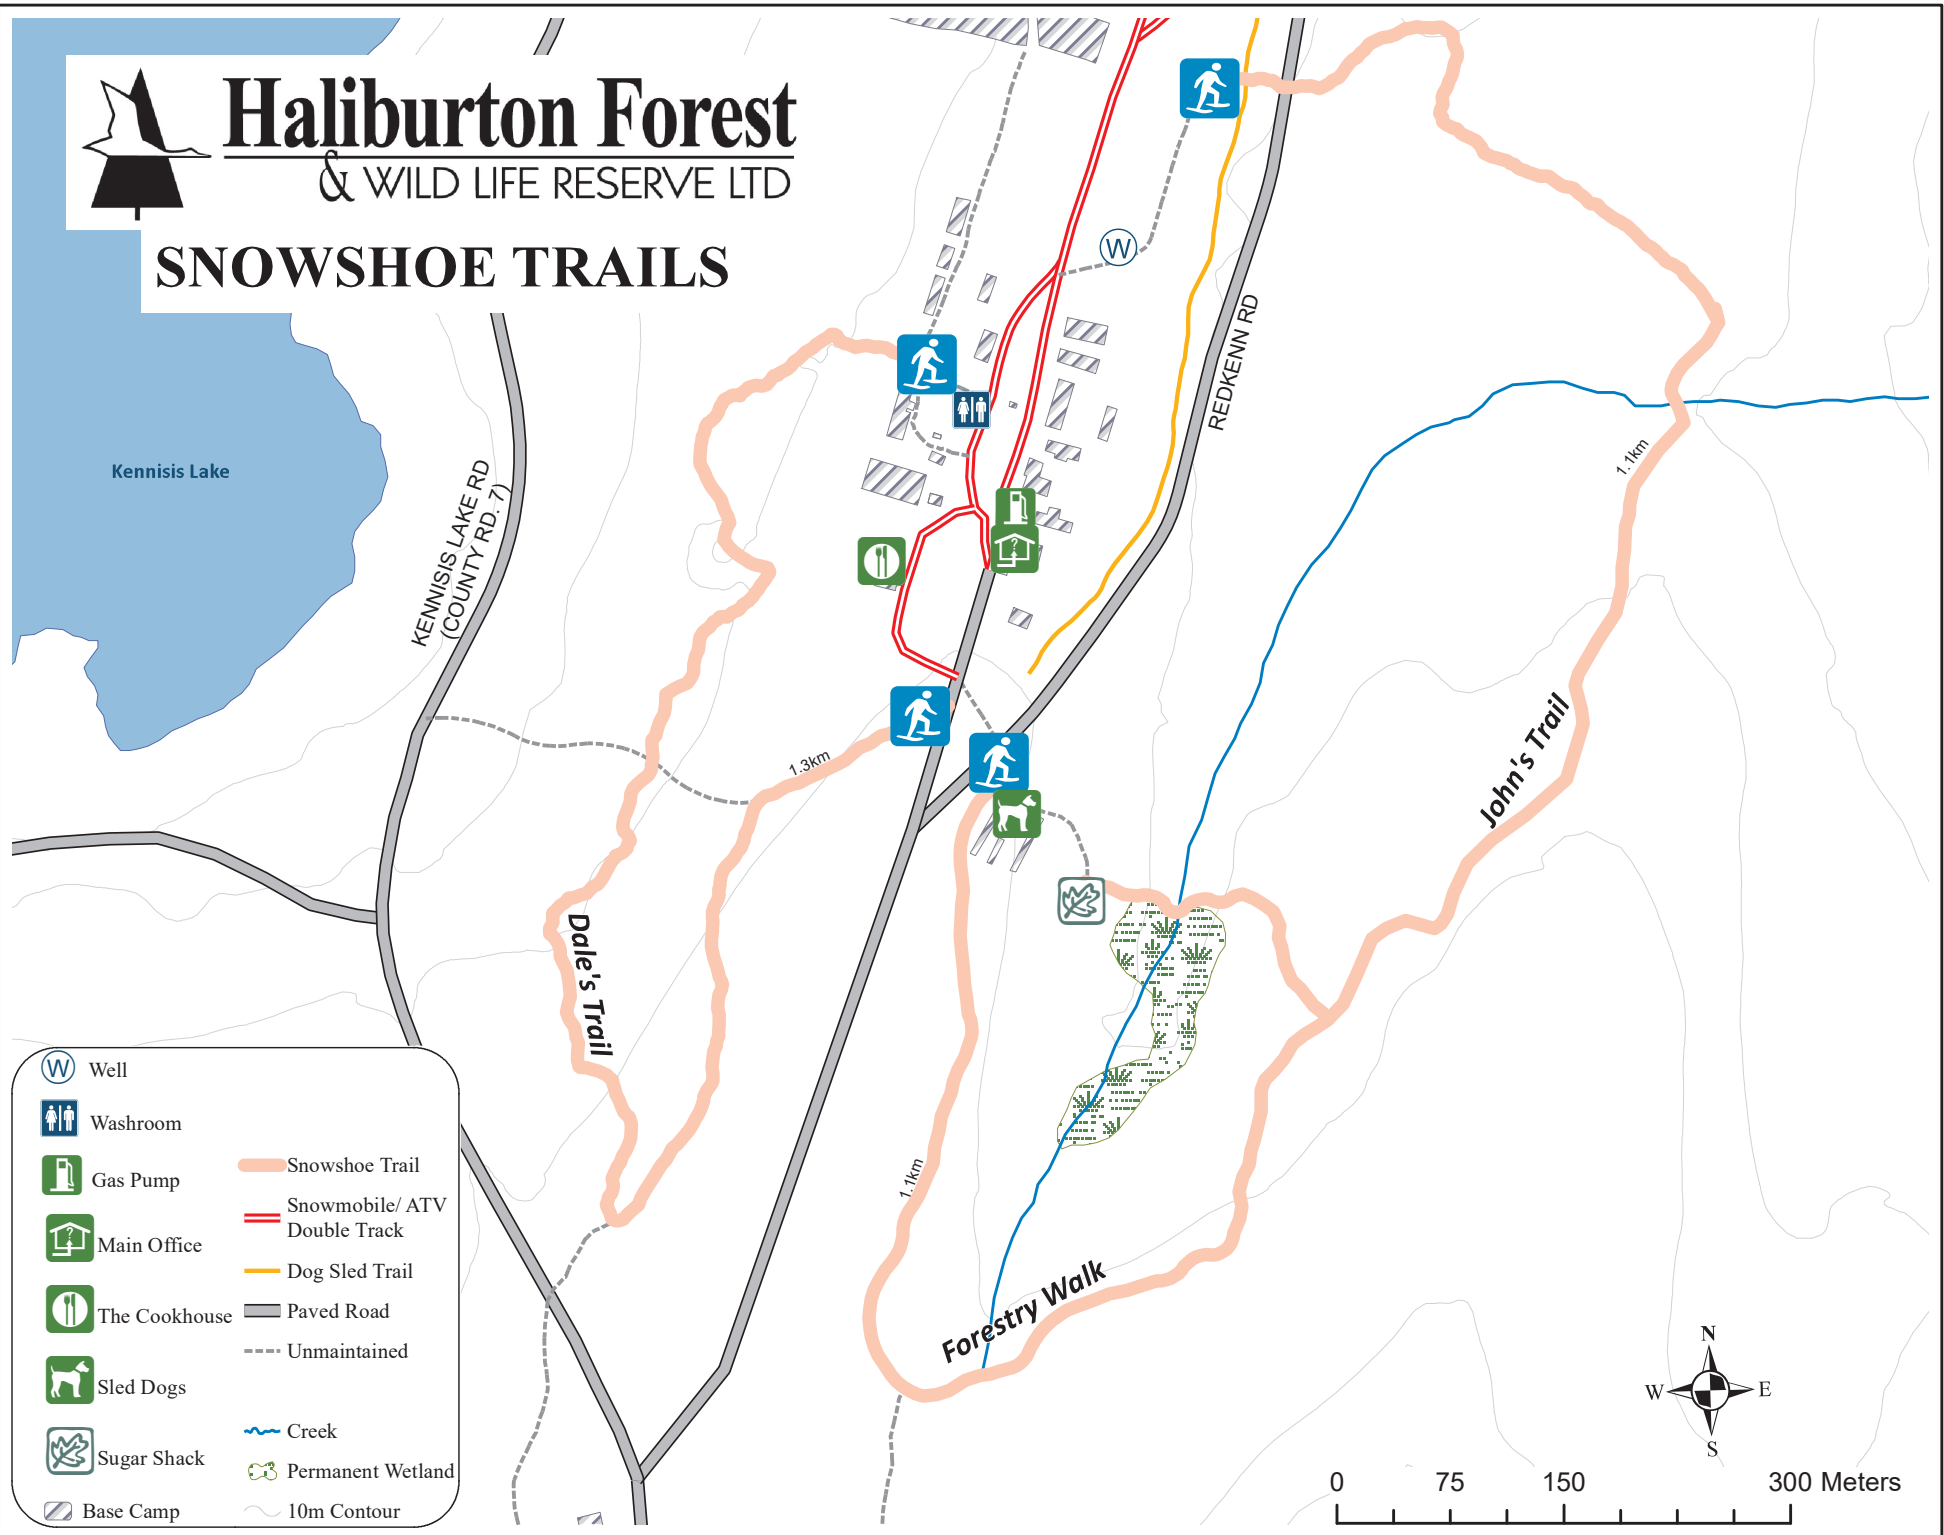 Haliburton Forest
& WILD LIFE RESERVE LTD
SNOWSHOE TRAILS
Kennisis Lake
KENNISIS LAKE RD
(COUNTY RD. 7)
REDKENN RD
W
?
1.1km
John's Trail
1.3km
Dale's Trail
1.1km
Forestry Walk
W Well
Washroom
Gas Pump
? Main Office
The Cookhouse
Sled Dogs
Sugar Shack
Base Camp
Snowshoe Trail
Snowmobile/ ATV
Double Track
Dog Sled Trail
Paved Road
Unmaintained
Creek
Permanent Wetland
10m Contour
N
W E
S
0 75 150 300 Meters